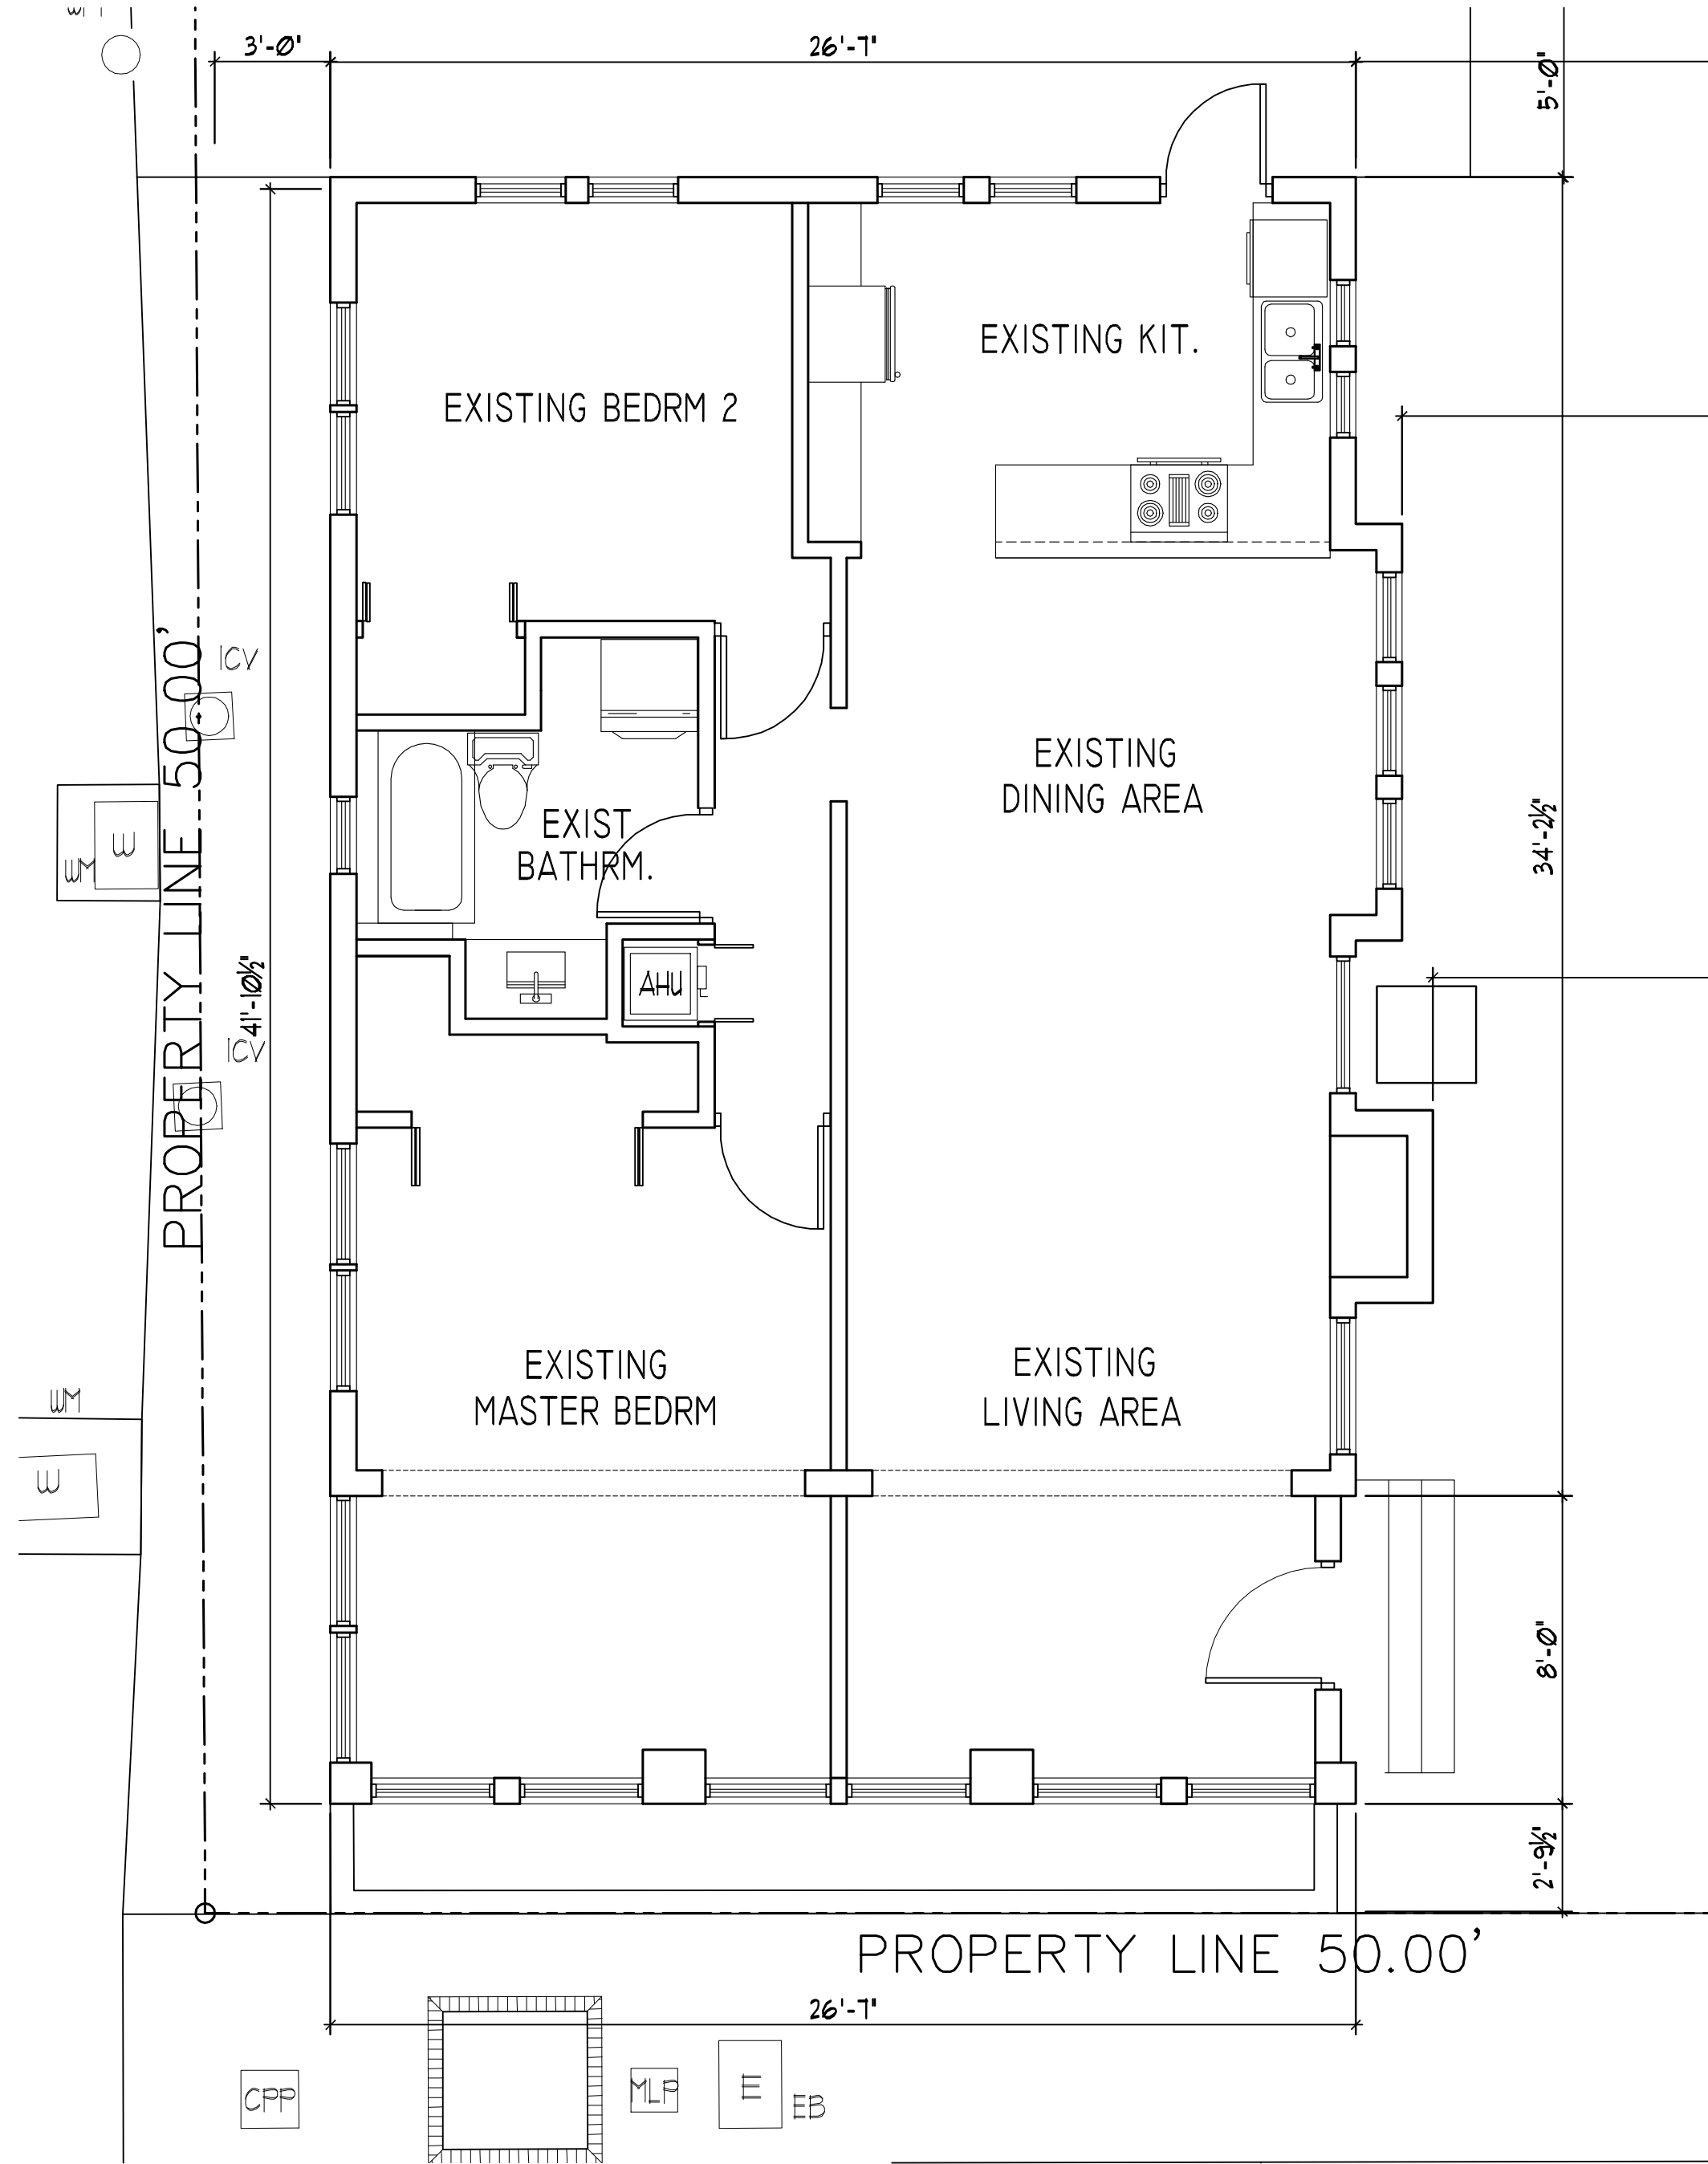 3'-0"
26'-7"
5'-0"
EXISTING KIT.
EXISTING BEDRM 2
ICV
EXISTING
DINING AREA
EXIST
BATHRM.
W
WM
PROPERTY LINE 50.00'
34'-2½"
41'-10½"
AHU
ICV
EXISTING
MASTER BEDRM
EXISTING
LIVING AREA
WM
W
8'-0"
2'-9½"
PROPERTY LINE 50.00'
26'-7"
CPP
MLP
E
EB